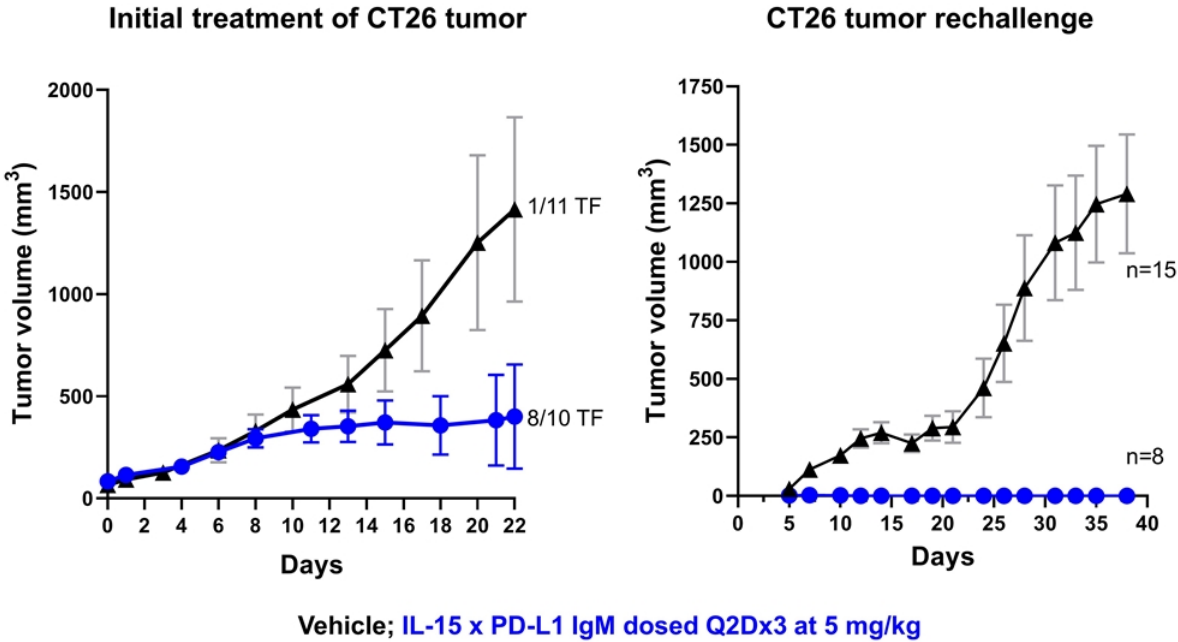 Initial treatment of CT26 tumor
Tumor volume (mm³)
2000
1500
1000
500
0
1/11 TF
8/10 TF
0 2 4 6 8 10 12 14 16 18 20 22
Days
CT26 tumor rechallenge
Tumor volume (mm³)
1750
1500
1250
1000
750
500
250
0
n=15
n=8
0 5 10 15 20 25 30 35 40
Days
Vehicle; IL-15 x PD-L1 IgM dosed Q2Dx3 at 5 mg/kg